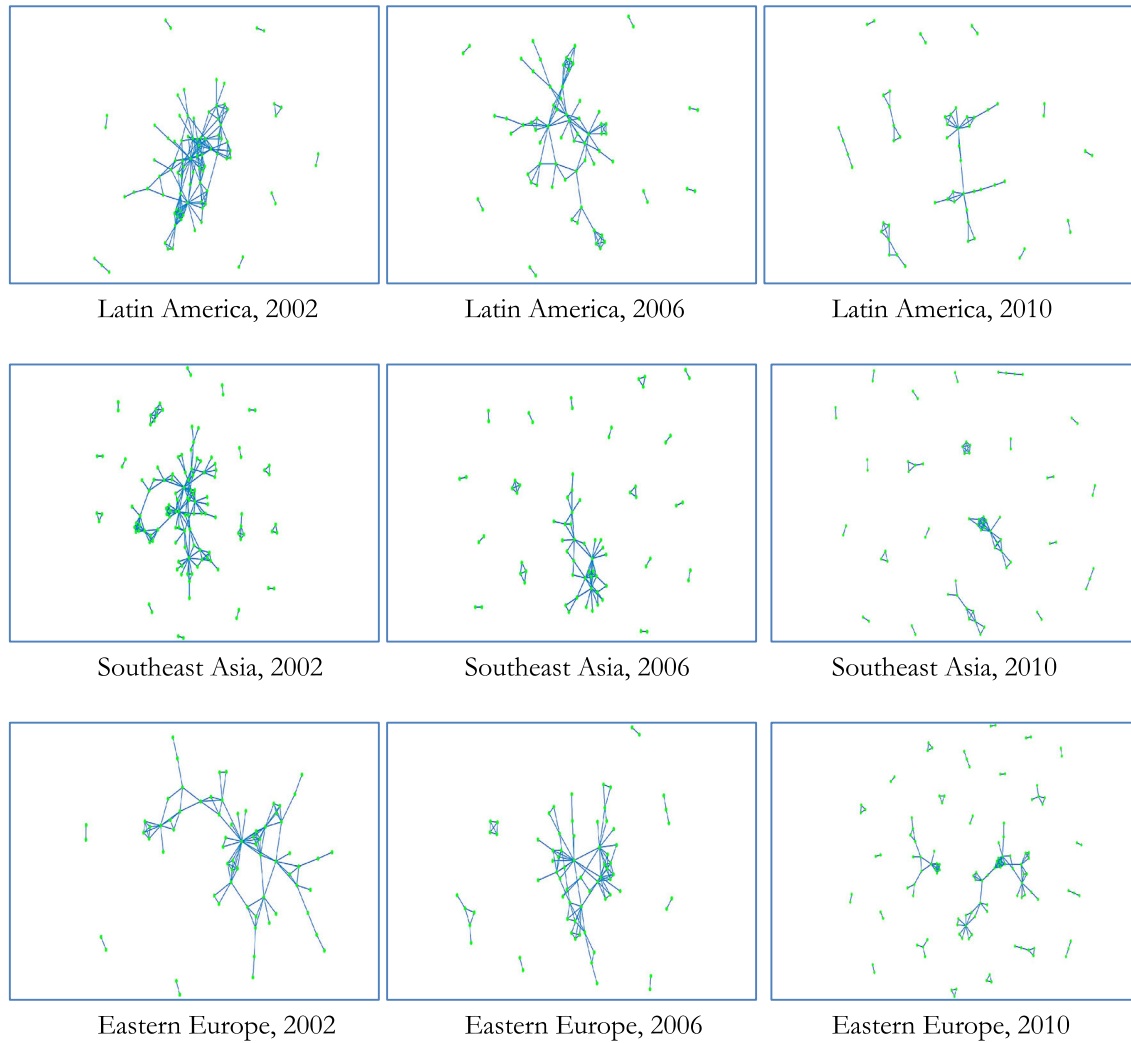 Latin America, 2002
Latin America, 2006
Latin America, 2010
Southeast Asia, 2002
Southeast Asia, 2006
Southeast Asia, 2010
Eastern Europe, 2002
Eastern Europe, 2006
Eastern Europe, 2010